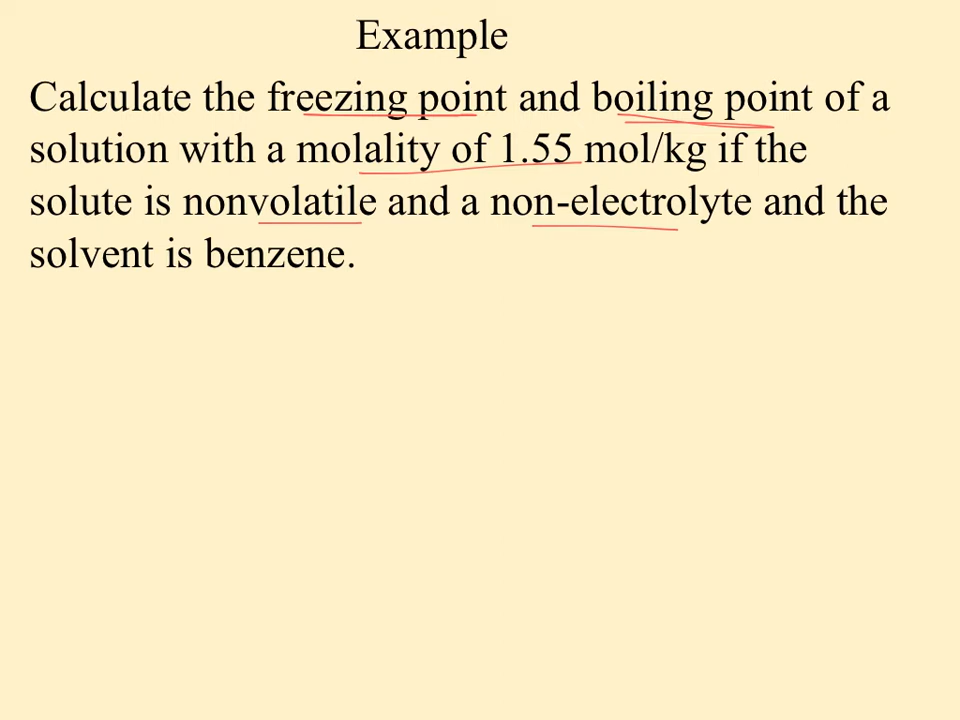 Example
Calculate the freezing point and boiling point of a
solution with a molality of 1.55 mol/kg if the
solute is nonvolatile and a non-electrolyte and the
solvent is benzene.